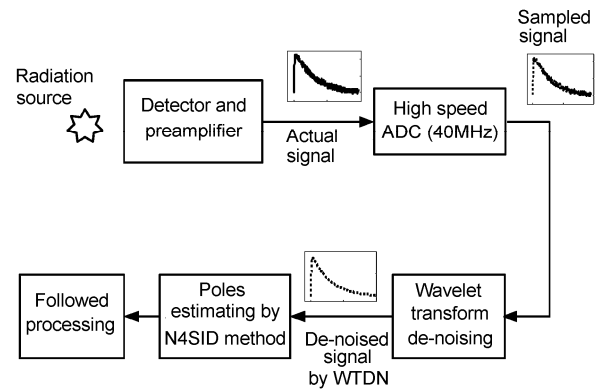 Sampled
signal
Radiation
source
Detector and
preamplifier
Actual
signal
High speed
ADC (40MHz)
Followed
processing
Poles
estimating by
N4SID method
De-noised
signal
by WTDN
Wavelet
transform
de-noising